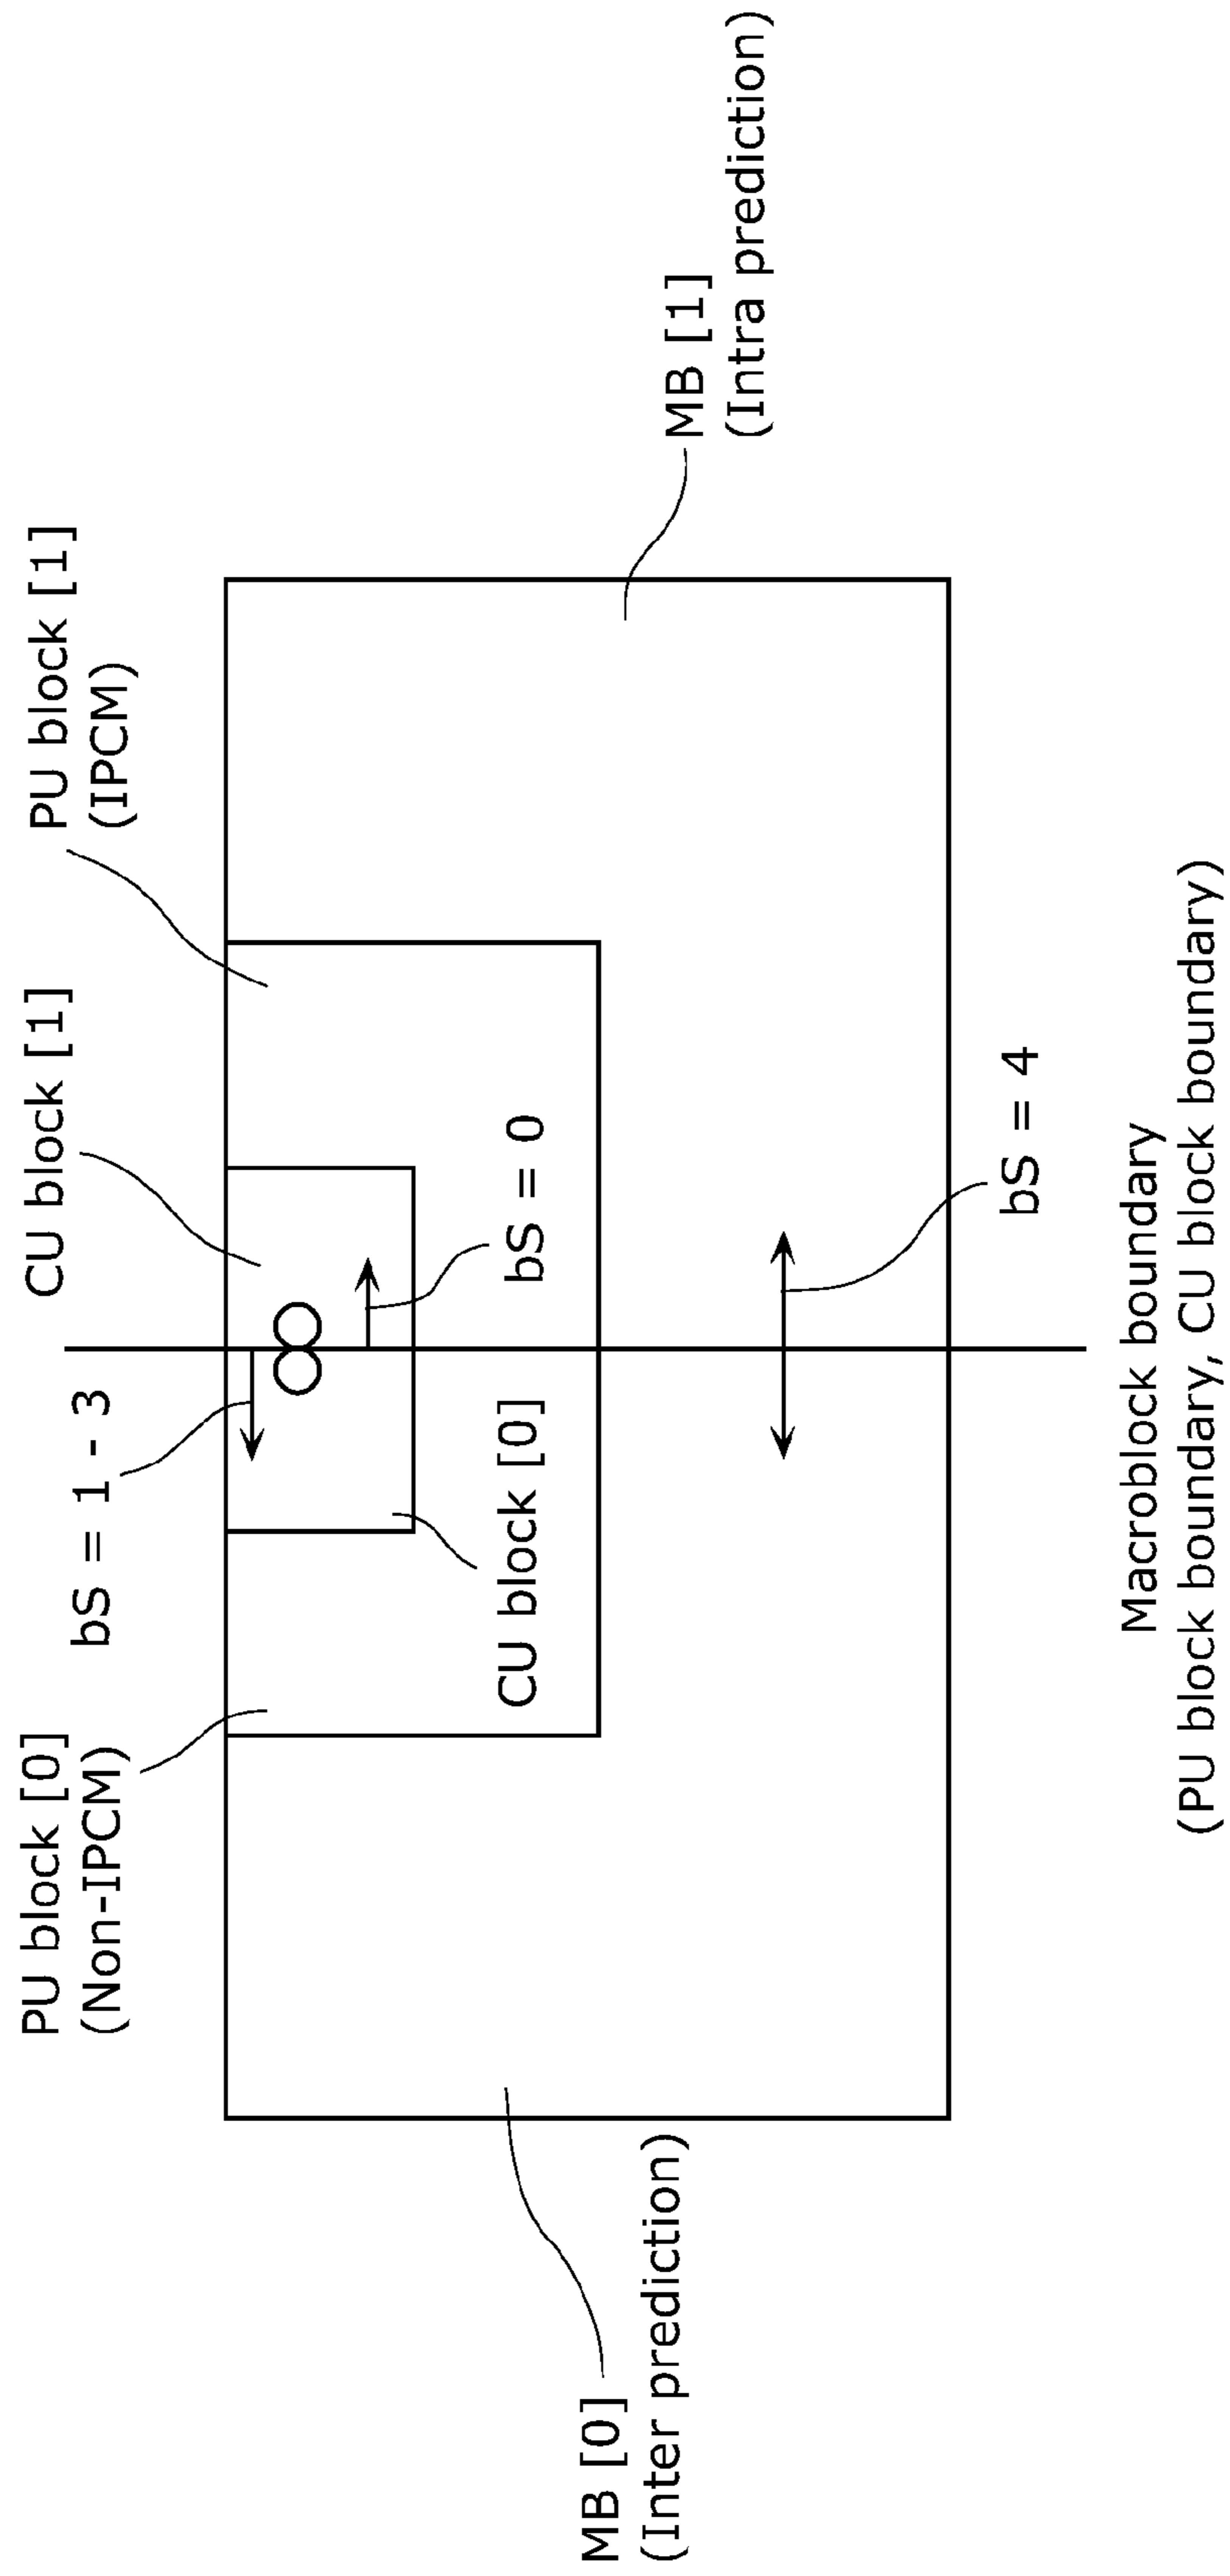 PU block [0]
(Non-IPCM)
bS = 1 - 3
CU block [1]
PU block [1]
(IPCM)
CU block [0]
bS = 0
MB [0]
(Inter prediction)
MB [1]
(Intra prediction)
bS = 4
Macroblock boundary
(PU block boundary, CU block boundary)